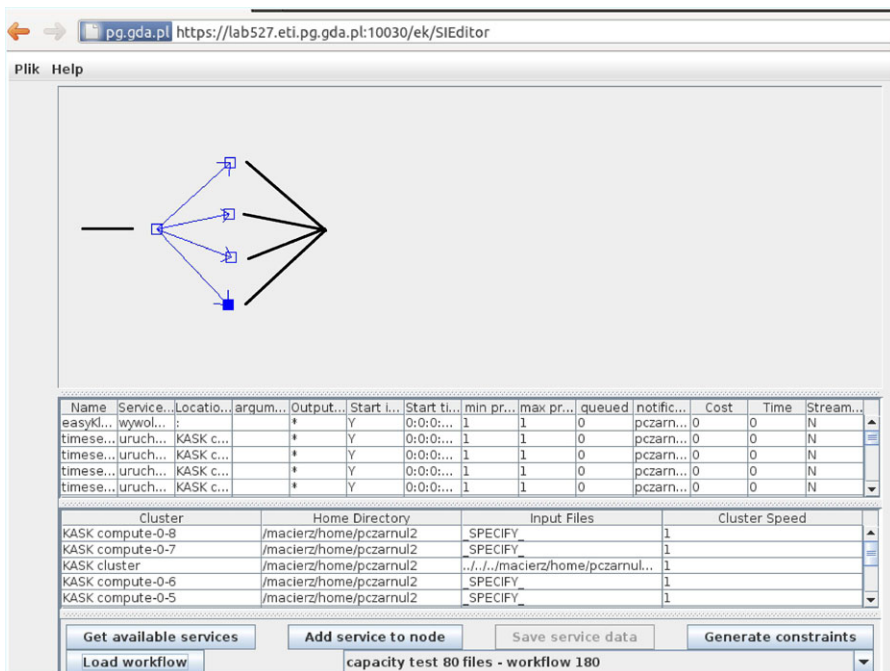 pg.gda.pl https://lab527.eti.pg.gda.pl:10030/ek/SIEditor
Plik Help
Name Service... Locatio... argum... Output... Start i... Start ti... min pr... max pr... queued notific... Cost Time Stream...
easyKl... wywol... : * Y 0:0:0:... 1 1 0 pczarn... 0 0 N
timese... uruch... KASK c... * Y 0:0:0:... 1 1 0 pczarn... 0 0 N
timese... uruch... KASK c... * Y 0:0:0:... 1 1 0 pczarn... 0 0 N
timese... uruch... KASK c... * Y 0:0:0:... 1 1 0 pczarn... 0 0 N
timese... uruch... KASK c... * Y 0:0:0:... 1 1 0 pczarn... 0 0 N
Cluster Home Directory Input Files Cluster Speed
KASK compute-0-8 /macierz/home/pczarnul2 _SPECIFY_ 1
KASK compute-0-7 /macierz/home/pczarnul2 _SPECIFY_ 1
KASK cluster /macierz/home/pczarnul2 ../../../macierz/home/pczarnul... 1
KASK compute-0-6 /macierz/home/pczarnul2 _SPECIFY_ 1
KASK compute-0-5 /macierz/home/pczarnul2 _SPECIFY_ 1
Get available services Add service to node Save service data Generate constraints
Load workflow capacity test 80 files - workflow 180